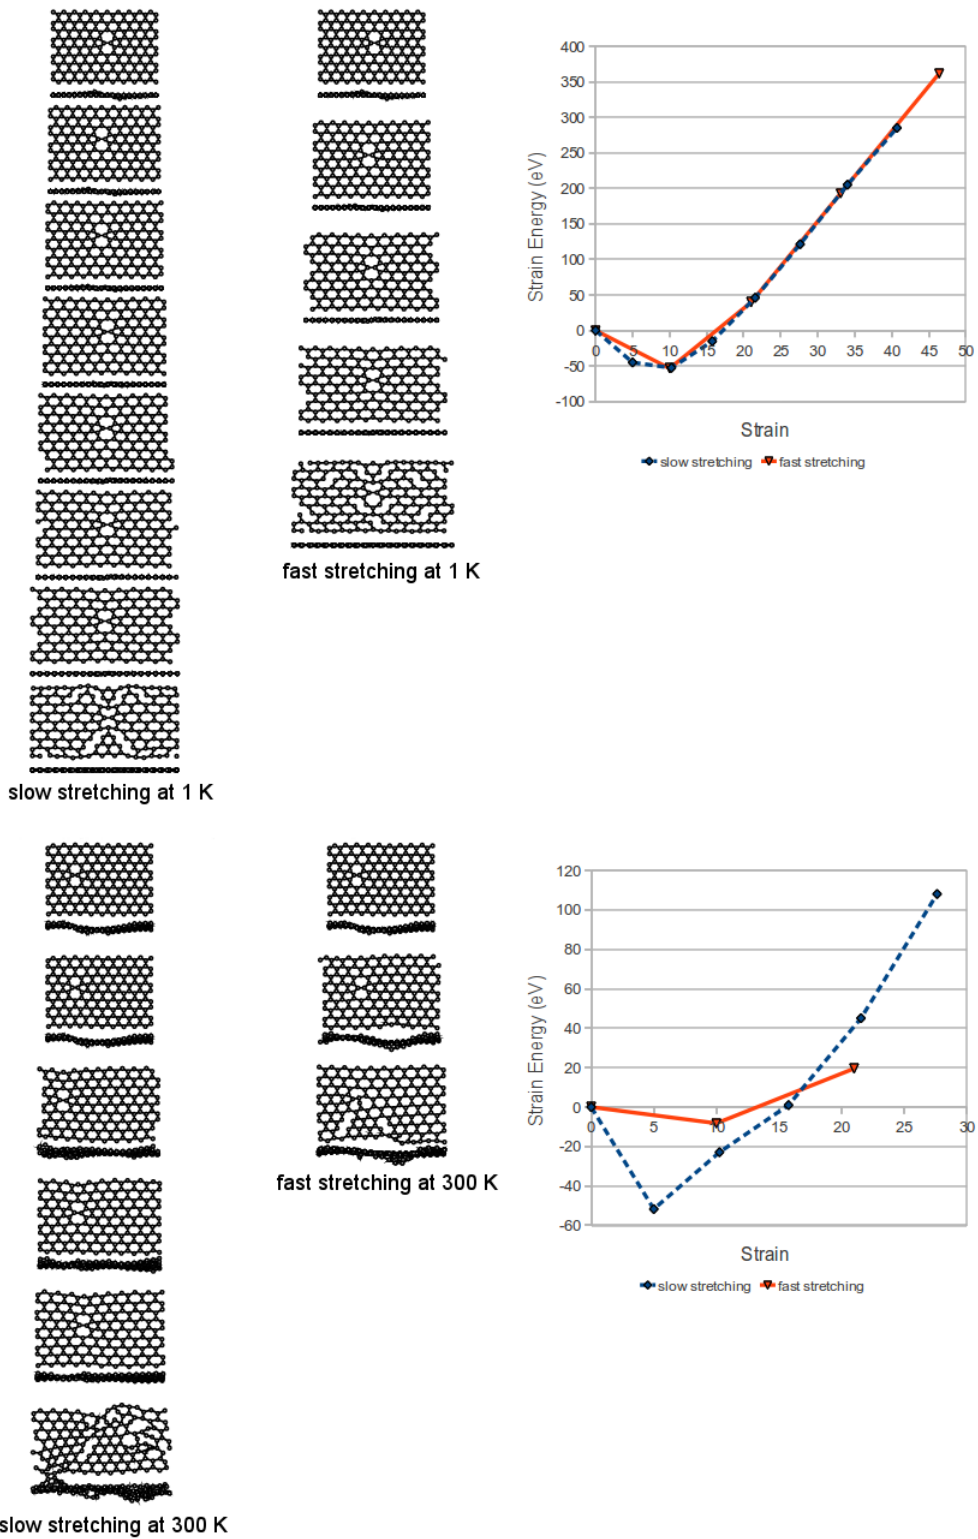 400
350
300
250
200
150
100
50
0
-50
-100
0 5 10 15 20 25 30 35 40 45 50
Strain Energy (eV)
Strain
slow stretching fast stretching
fast stretching at 1 K
slow stretching at 1 K
120
100
80
60
40
20
0
-20
-40
-60
0 5 10 15 20 25 30
Strain Energy (eV)
Strain
slow stretching fast stretching
fast stretching at 300 K
slow stretching at 300 K